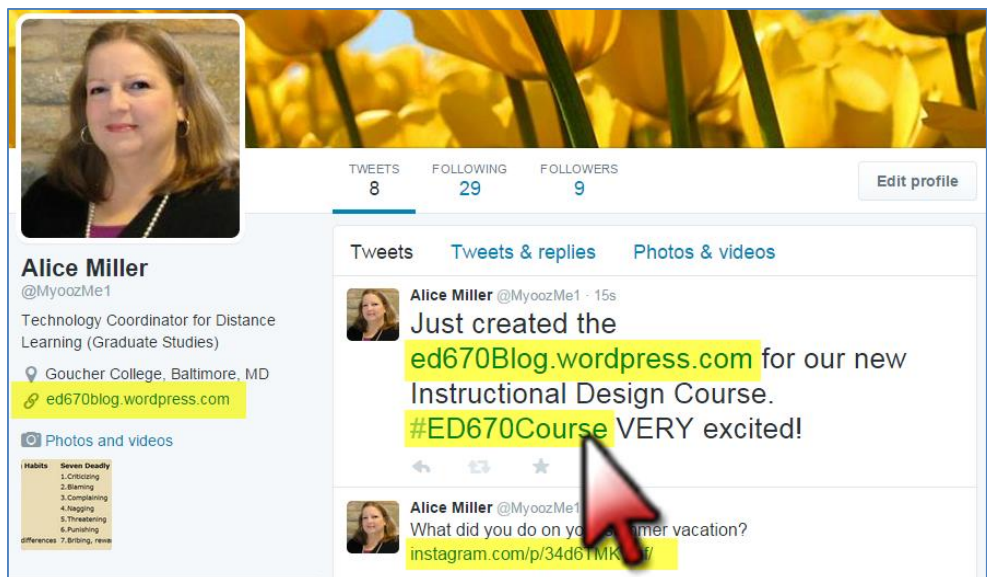 TWEETS
8
FOLLOWING
29
FOLLOWERS
9
Edit profile
Alice Miller
@MyoozMe1
Technology Coordinator for Distance
Learning (Graduate Studies)
Goucher College, Baltimore, MD
ed670blog.wordpress.com
Photos and videos
Habits Seven Deadly
1.Criticizing
2.Blaming
3.Complaining
4.Nagging
5.Threatening
6.Punishing
differences 7.Bribing, rewa
Tweets Tweets & replies Photos & videos
Alice Miller @MyoozMe1 · 15s
Just created the
ed670Blog.wordpress.com for our new
Instructional Design Course.
#ED670Course VERY excited!
Alice Miller @MyoozMe1
What did you do on vacation?
instagram.com/p/